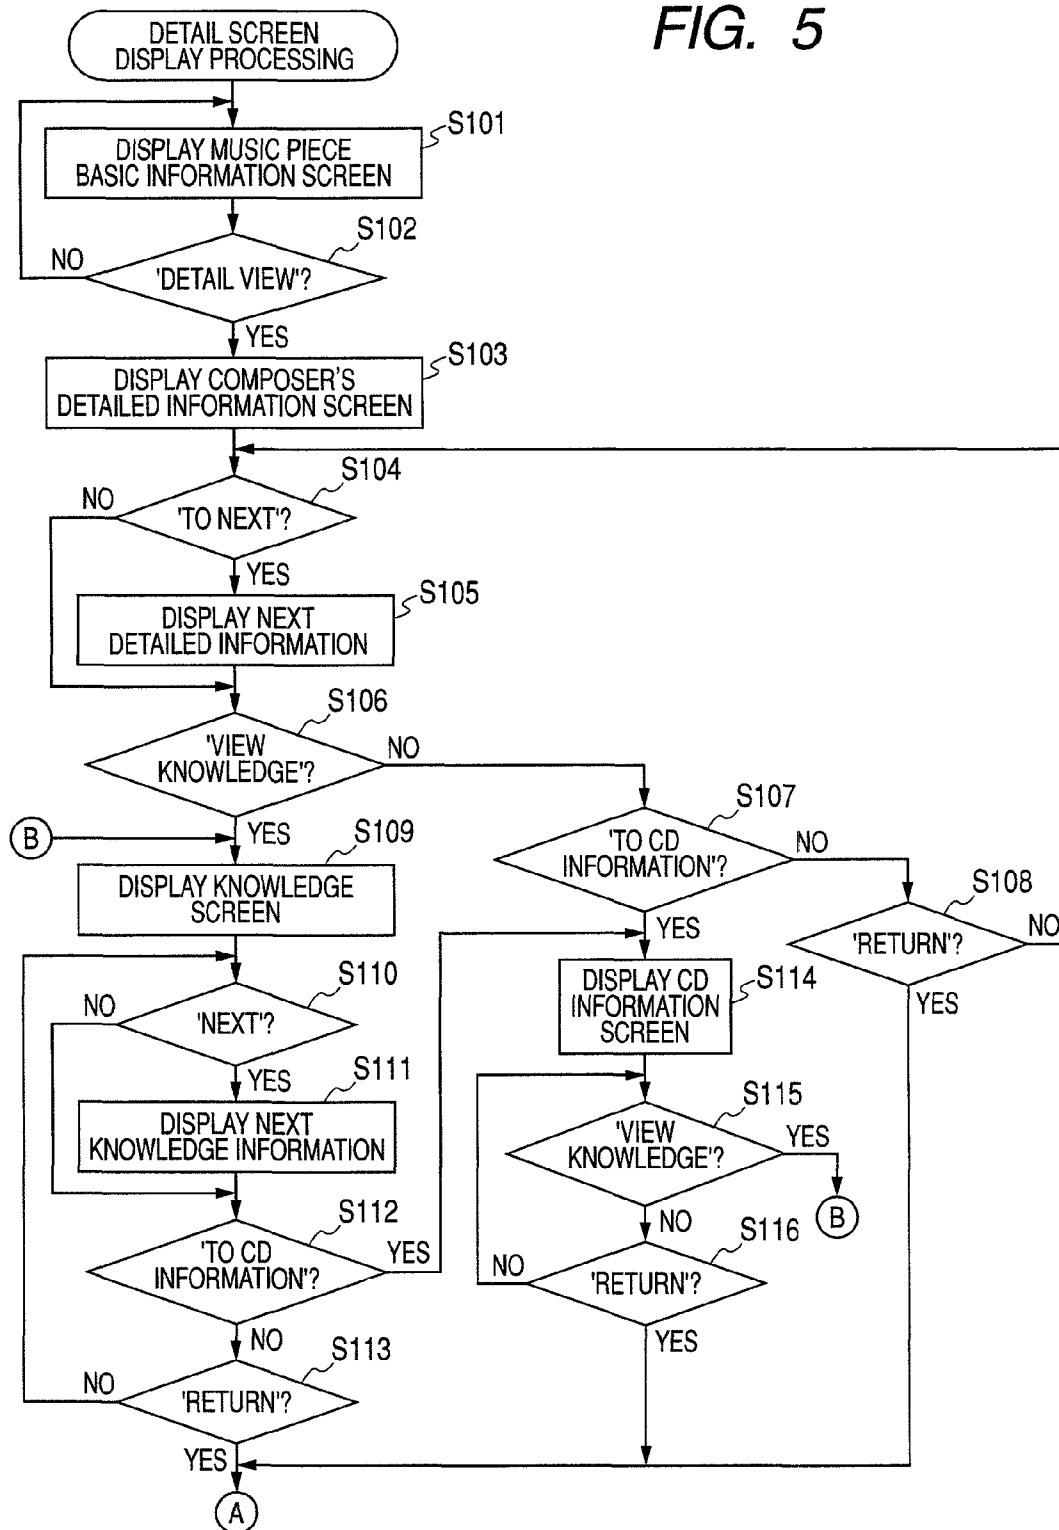 FIG. 5
DETAIL SCREEN
DISPLAY PROCESSING
S101
DISPLAY MUSIC PIECE
BASIC INFORMATION SCREEN
S102
NO
'DETAIL VIEW'?
YES
S103
DISPLAY COMPOSER'S
DETAILED INFORMATION SCREEN
S104
NO
'TO NEXT'?
YES
S105
DISPLAY NEXT
DETAILED INFORMATION
S106
'VIEW
KNOWLEDGE'?
NO
YES
B
S107
'TO CD
INFORMATION'?
NO
YES
S108
'RETURN'?
NO
YES
S109
DISPLAY KNOWLEDGE
SCREEN
S110
NO
'NEXT'?
YES
S111
DISPLAY NEXT
KNOWLEDGE INFORMATION
S112
'TO CD
INFORMATION'?
YES
NO
S113
NO
'RETURN'?
YES
A
S114
DISPLAY CD
INFORMATION
SCREEN
S115
'VIEW
KNOWLEDGE'?
YES
B
NO
S116
NO
'RETURN'?
YES